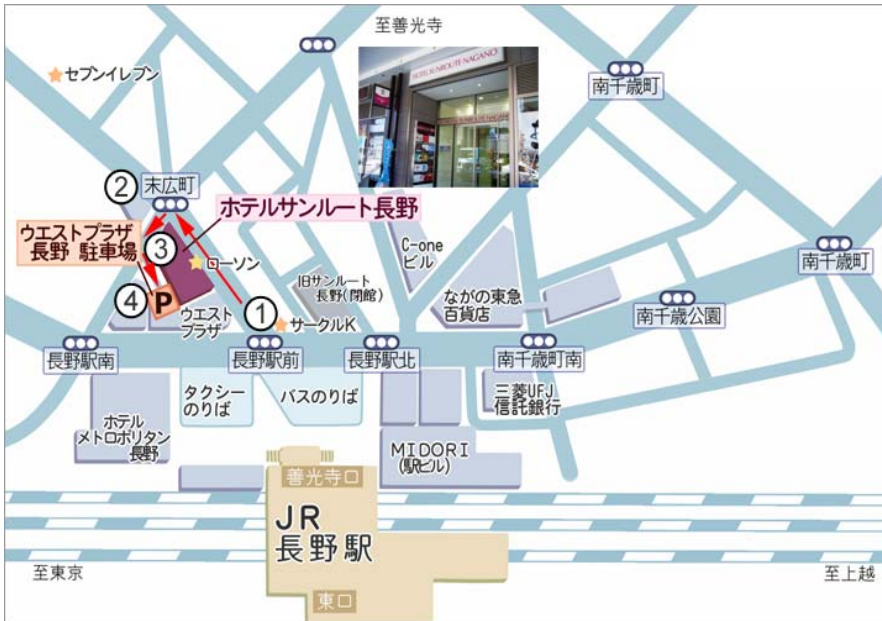 至善光寺
セブンイレブン
南千歳町
HOTEL SUNROUTE NAGANO
HOTEL SUNROUTE NAGANO
②
末広町
ホテルサンルート長野
ウエストプラザ
長野 駐車場
③
ローソン
C-one
ビル
南千歳町
④
P
旧サンルート
長野(閉館)
ながの東急
百貨店
①
サークルK
ウエスト
プラザ
南千歳公園
長野駅南
長野駅前
長野駅北
南千歳町南
タクシー
のりば
バスのりば
三菱UFJ
信託銀行
ホテル
メトロポリタン
長野
MIDORI
(駅ビル)
善光寺口
JR
長野駅
至東京
至上越
東口